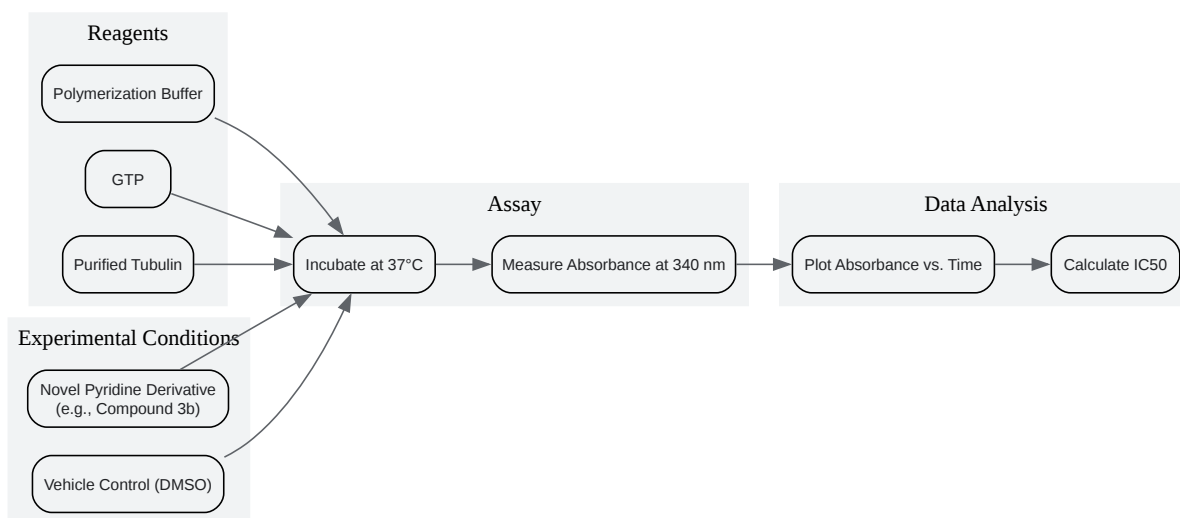 Reagents
Polymerization Buffer
GTP
Purified Tubulin
Experimental Conditions
Novel Pyridine Derivative
(e.g., Compound 3b)
Vehicle Control (DMSO)
Assay
Incubate at 37°C
Measure Absorbance at 340 nm
Data Analysis
Plot Absorbance vs. Time
Calculate IC50